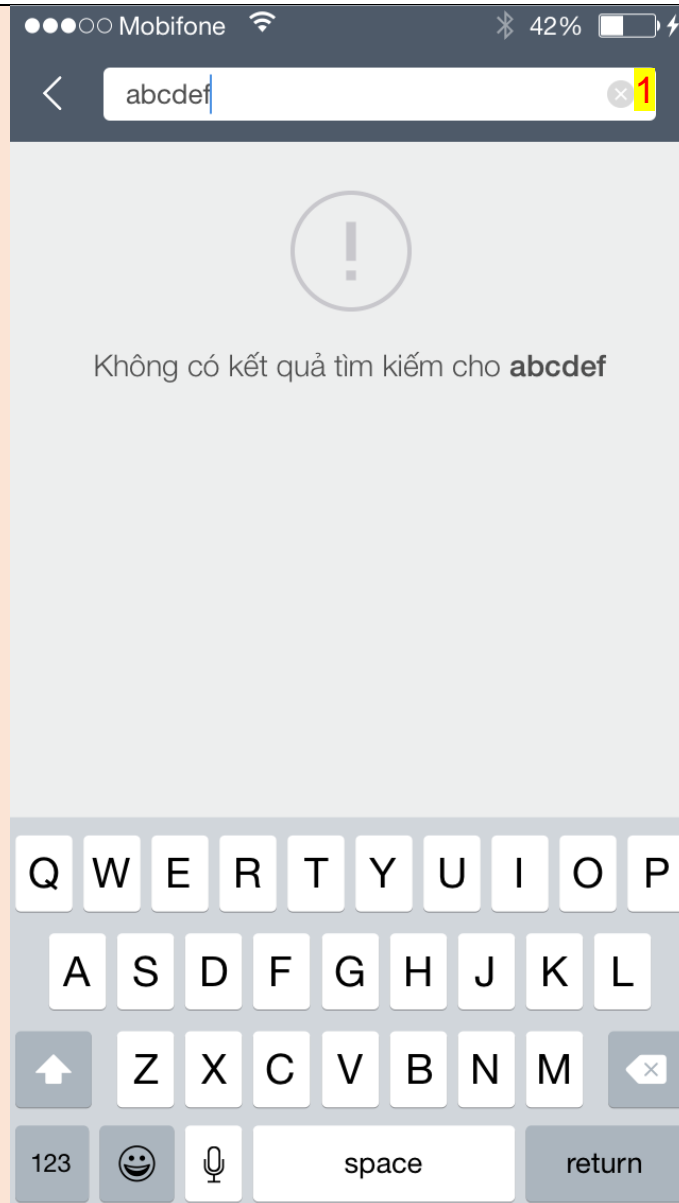 Mobifone 42%
abcdef 1
Không có kết quả tìm kiếm cho abcdef
Q W E R T Y U I O P
A S D F G H J K L
Z X C V B N M
123 space return